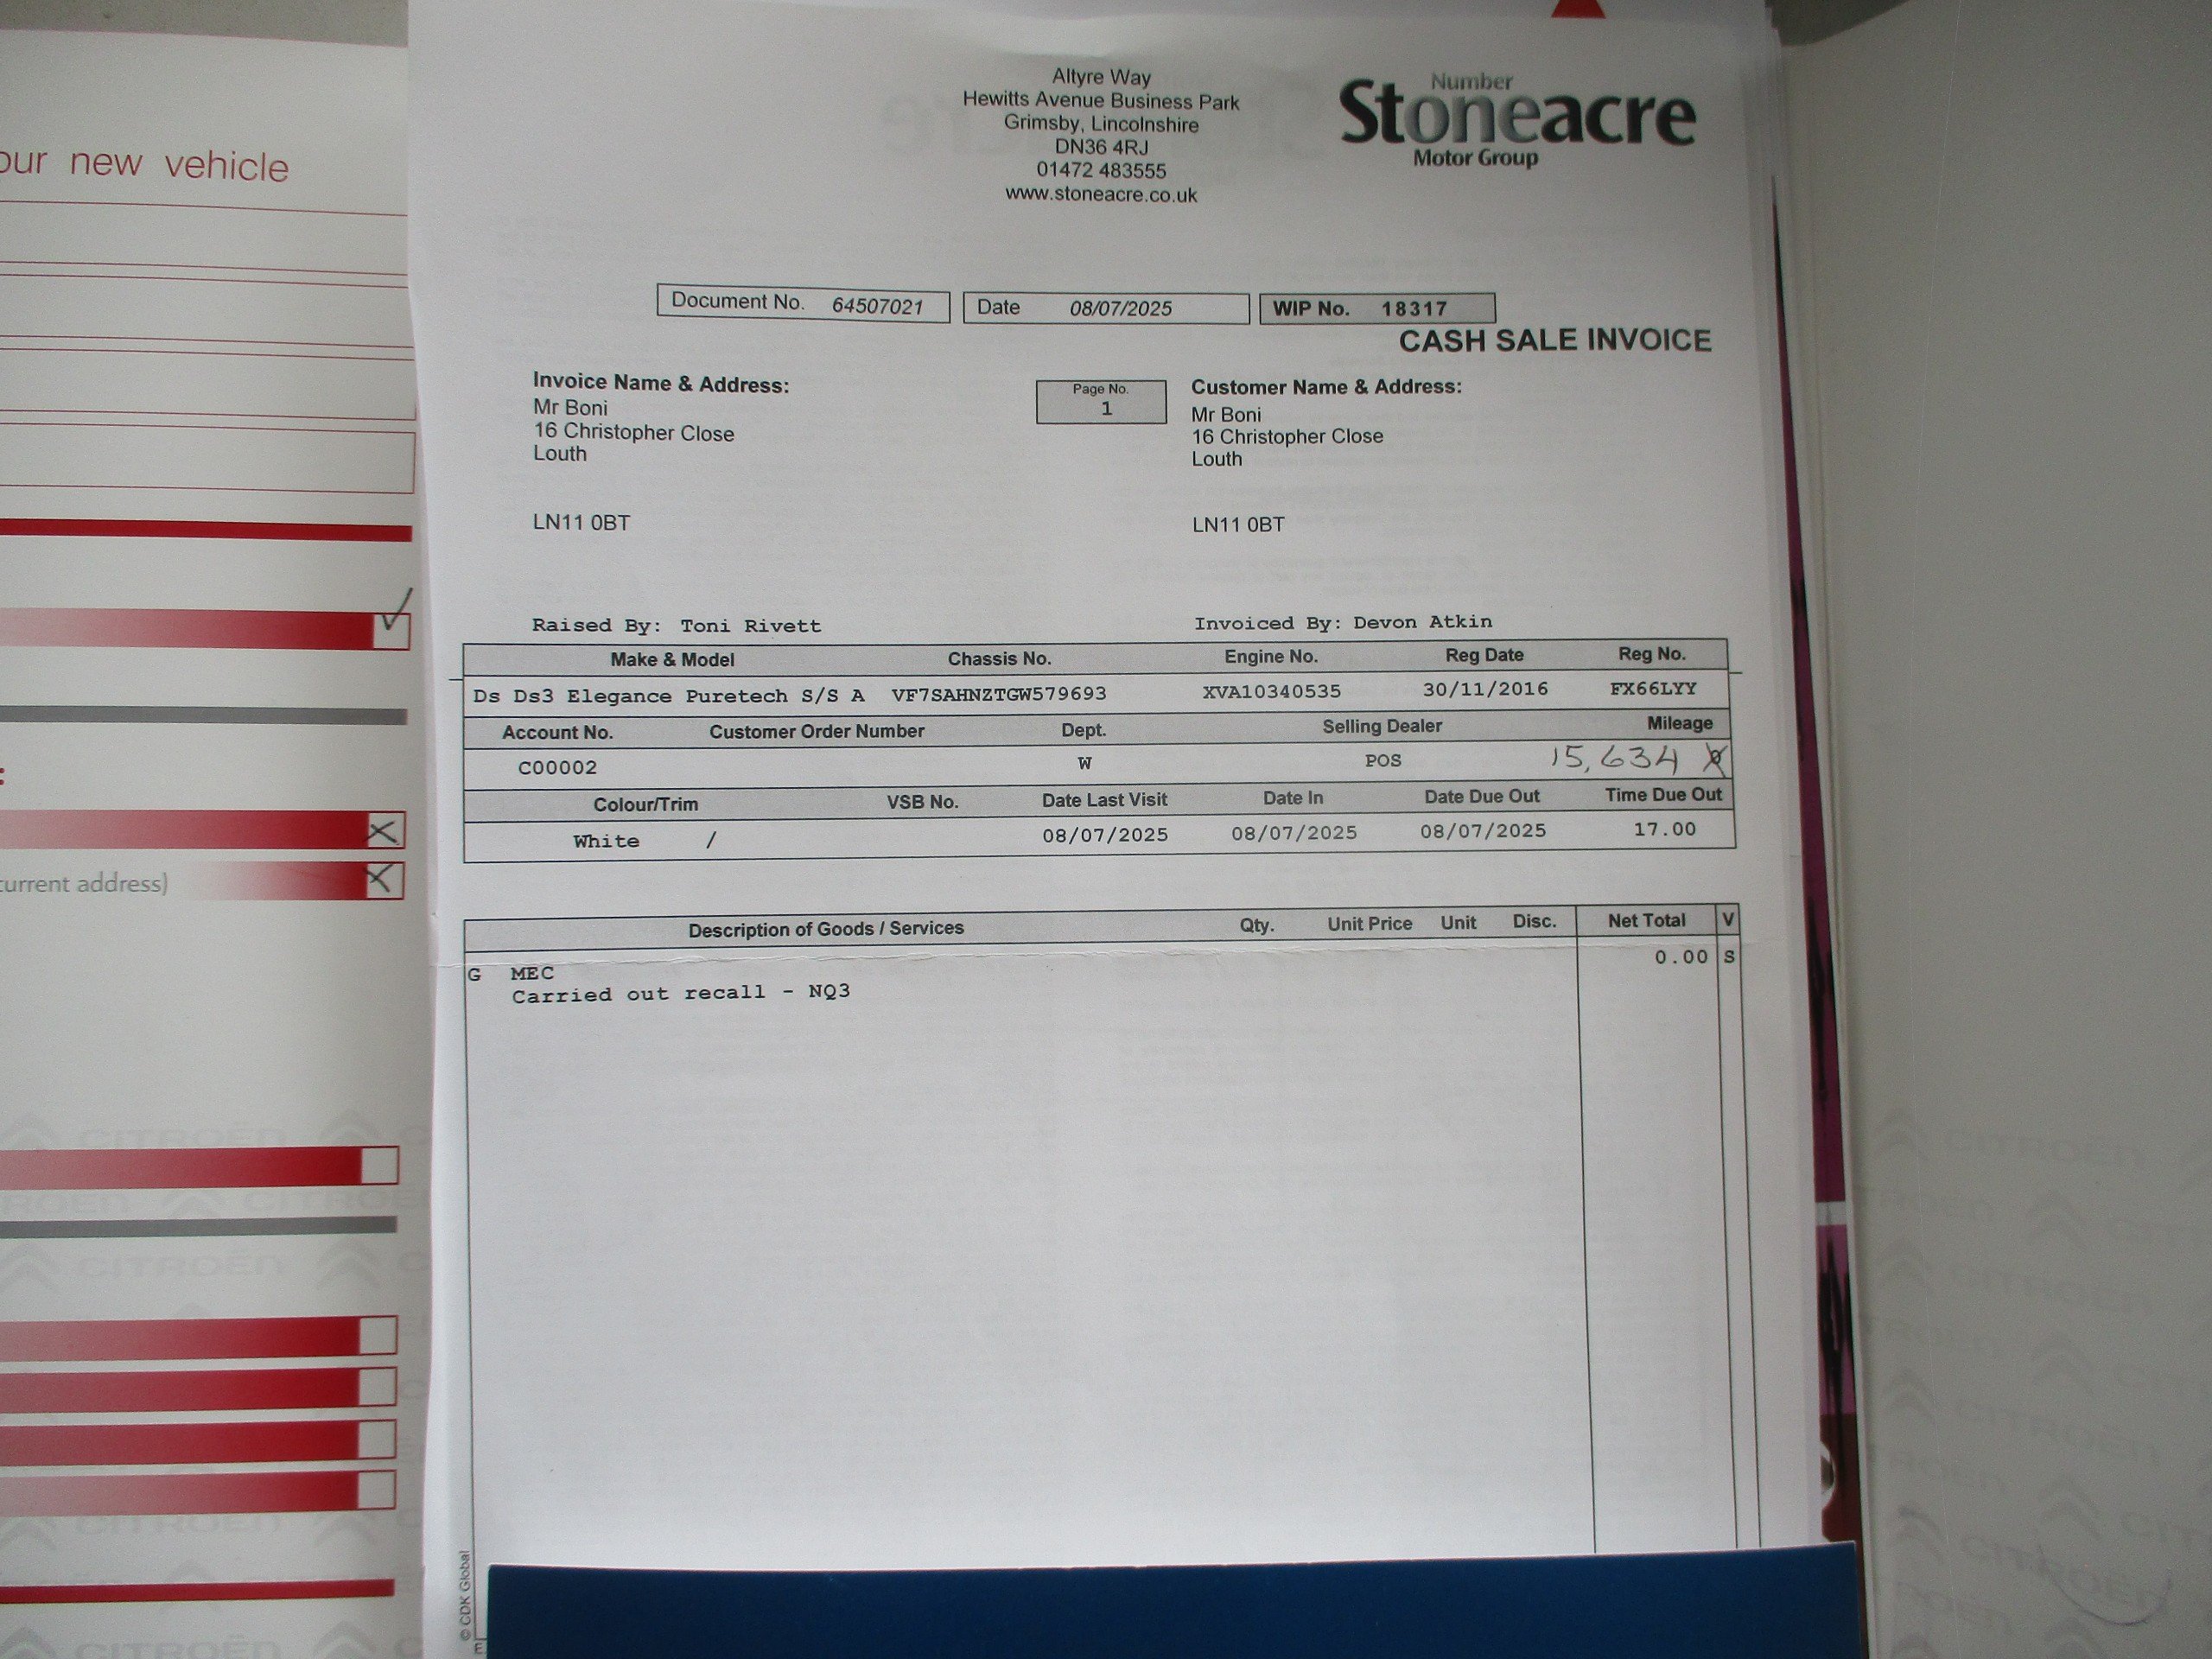 our new vehicle
:
current address)
CITROËN
Altyre Way
Hewitts Avenue Business Park
Grimsby, Lincolnshire
DN36 4RJ
01472 483555
www.stoneacre.co.uk
Number
Stoneacre
Motor Group
Document No. 64507021 Date 08/07/2025 WIP No. 18317
CASH SALE INVOICE
Invoice Name & Address:
Mr Boni
16 Christopher Close
Louth
LN11 0BT
Page No.
1
Customer Name & Address:
Mr Boni
16 Christopher Close
Louth
LN11 0BT
Raised By: Toni Rivett Invoiced By: Devon Atkin
Make & Model Chassis No. Engine No. Reg Date Reg No.
Ds Ds3 Elegance Puretech S/S A VF7SAHNZTGW579693 XVA10340535 30/11/2016 FX66LYY
Account No. Customer Order Number Dept. Selling Dealer Mileage
C00002 W POS 15,634
Colour/Trim VSB No. Date Last Visit Date In Date Due Out Time Due Out
White / 08/07/2025 08/07/2025 08/07/2025 17.00
Description of Goods / Services Qty. Unit Price Unit Disc. Net Total V
G MEC 0.00 S
Carried out recall - NQ3
© CDK Global
E
CITROËN
CITROËN
CITROËN